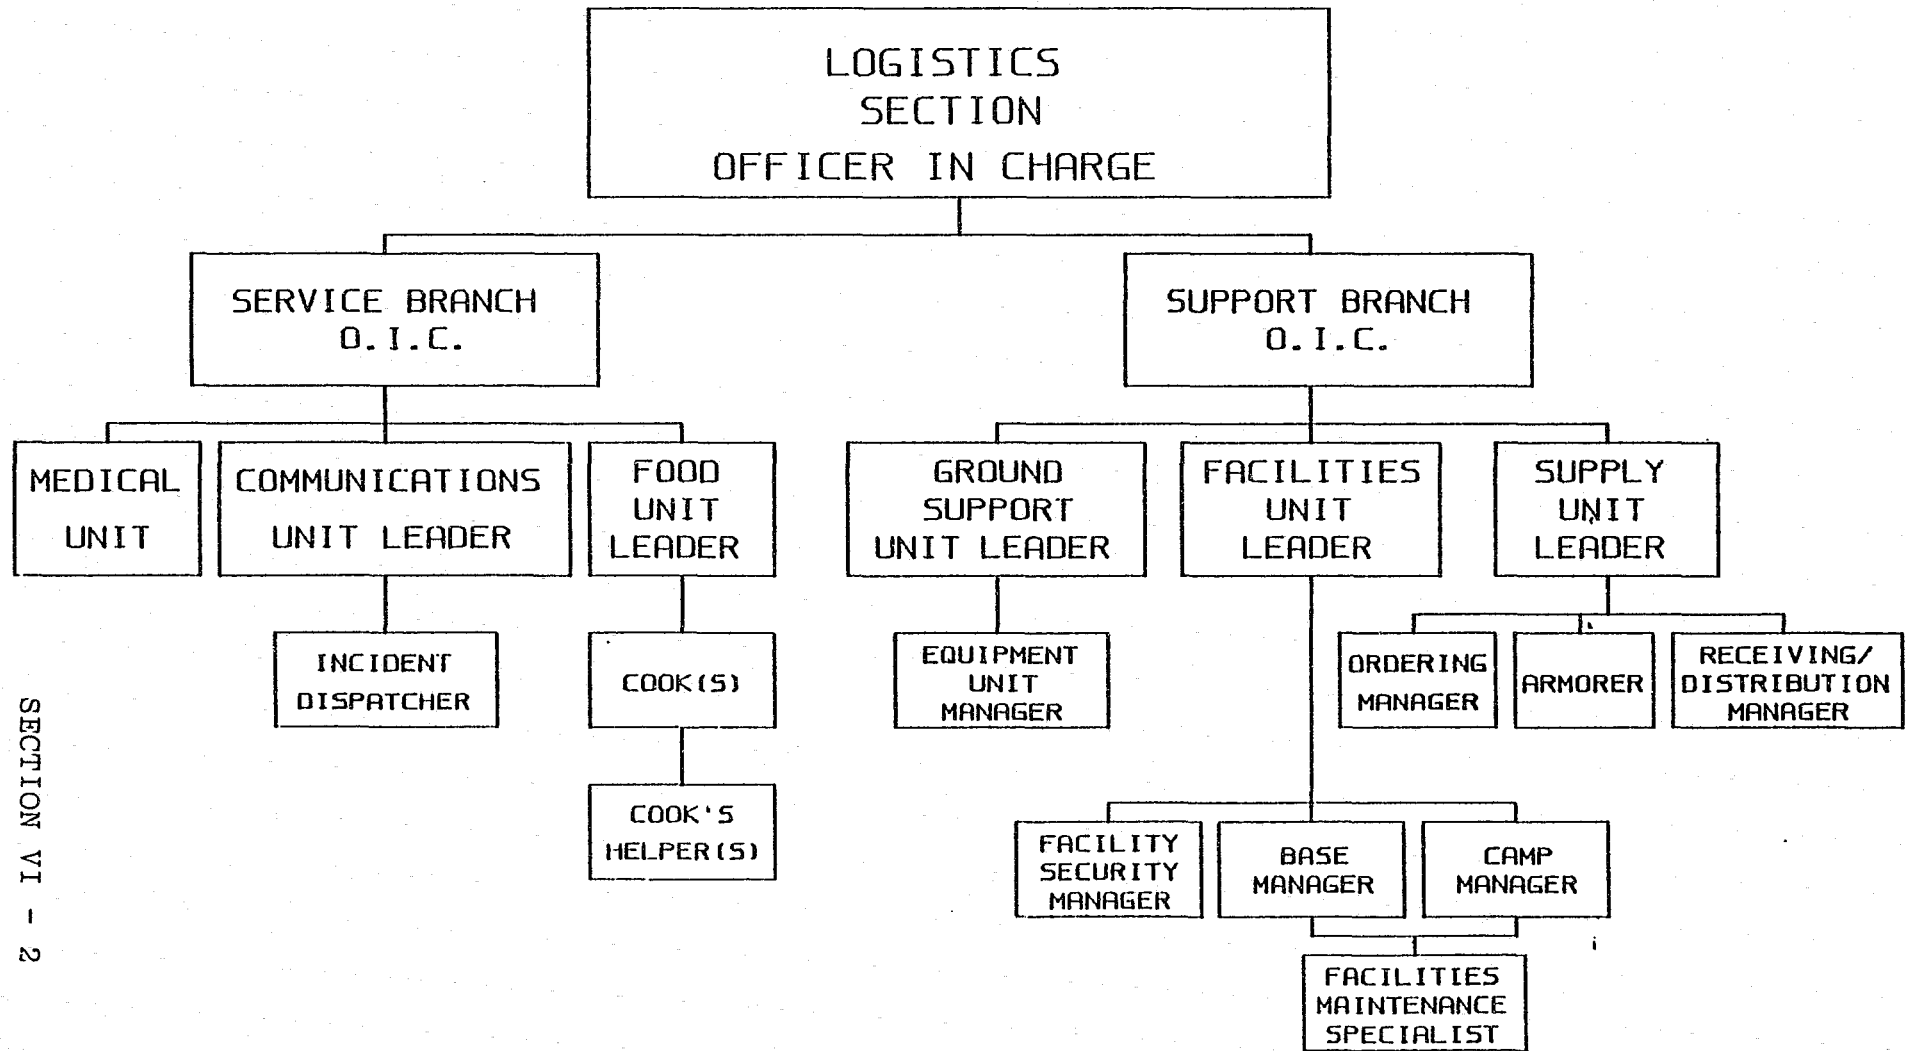 LOGISTICS
SECTION
OFFICER IN CHARGE
SERVICE BRANCH
O.I.C.
SUPPORT BRANCH
O.I.C.
MEDICAL
UNIT
COMMUNICATIONS
UNIT LEADER
FOOD
UNIT
LEADER
GROUND
SUPPORT
UNIT LEADER
FACILITIES
UNIT
LEADER
SUPPLY
UNIT
LEADER
INCIDENT
DISPATCHER
COOK(S)
EQUIPMENT
UNIT
MANAGER
ORDERING
MANAGER
ARMORER
RECEIVING/
DISTRIBUTION
MANAGER
COOK'S
HELPER(S)
FACILITY
SECURITY
MANAGER
BASE
MANAGER
CAMP
MANAGER
FACILITIES
MAINTENANCE
SPECIALIST
SECTION VI - 2